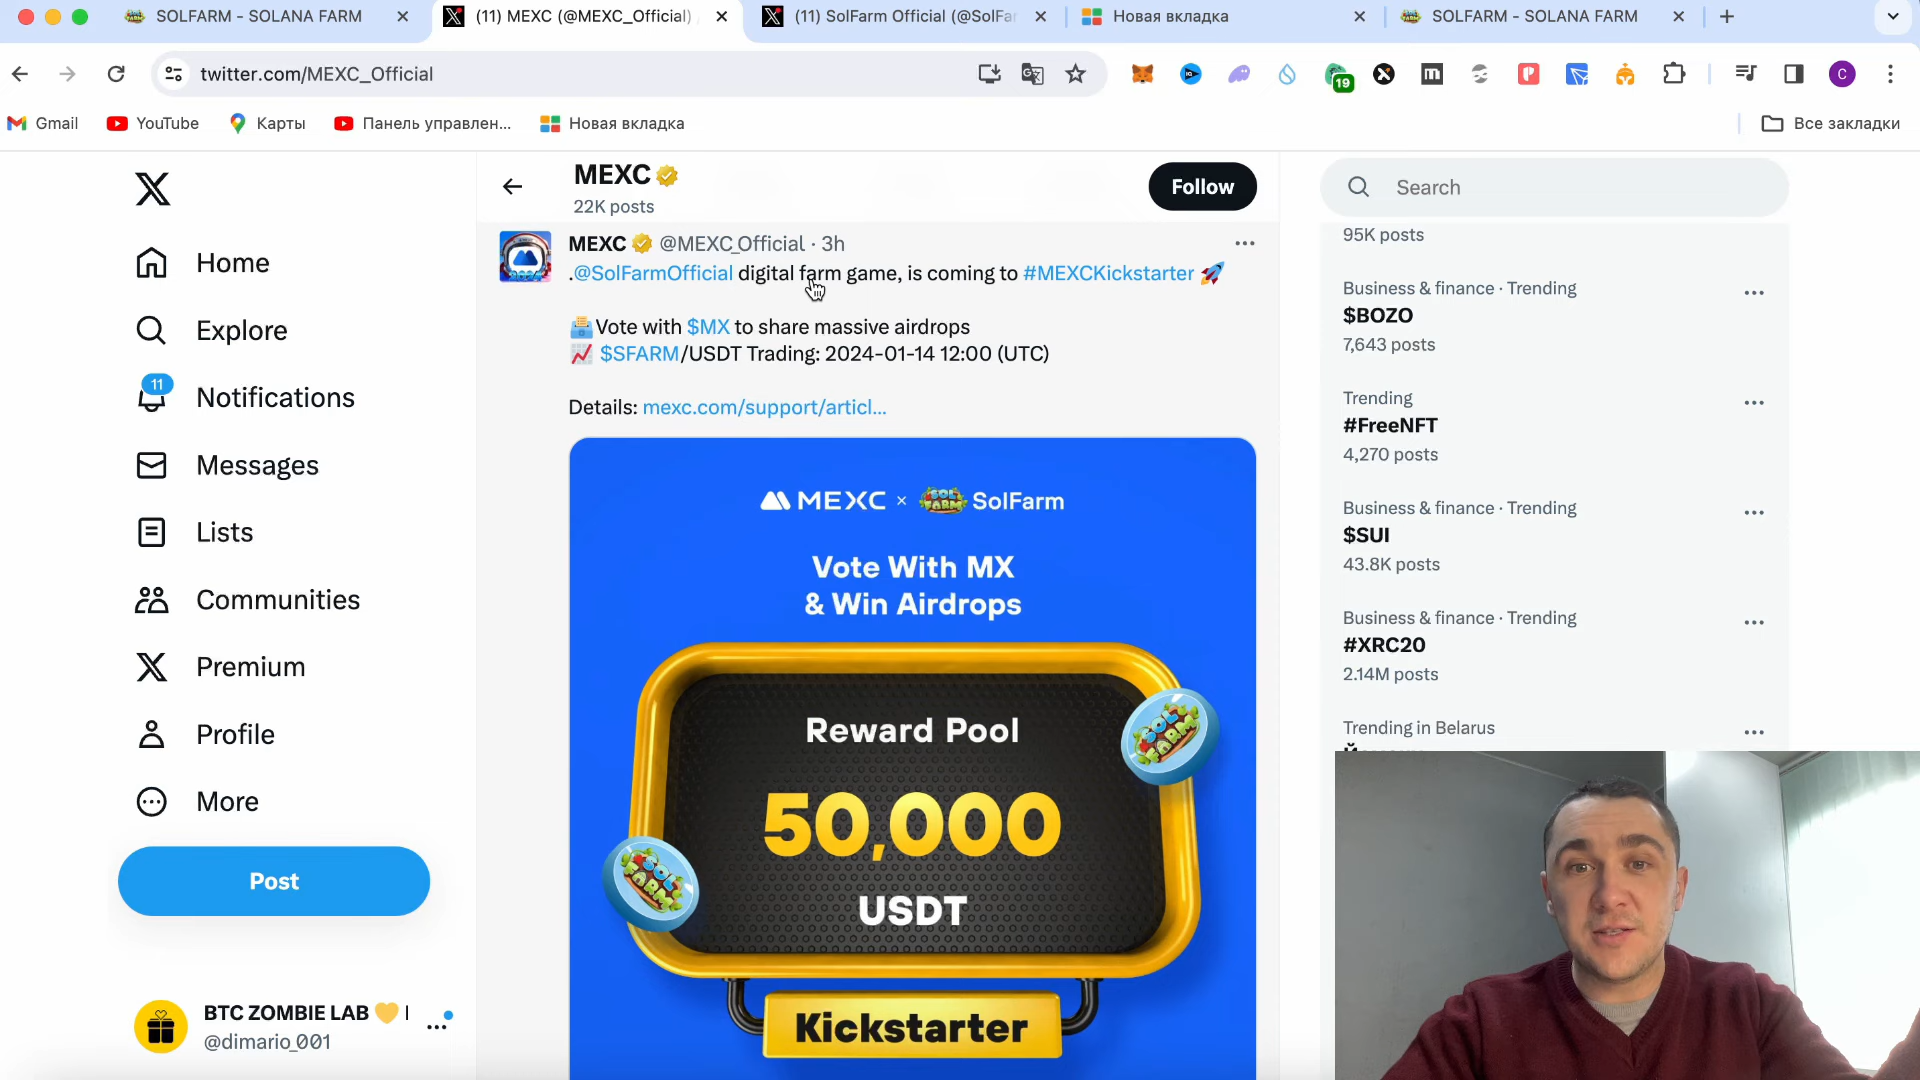 SOLFARM - SOLANA FARM
(11) MEXC (@MEXC_Official)
(11) SolFarm Official (@SolFar
Новая вкладка
SOLFARM - SOLANA FARM
twitter.com/MEXC_Official
19
C
Gmail
YouTube
Карты
Панель управлен...
Новая вкладка
Все закладки
Home
Explore
11
Notifications
Messages
Lists
Communities
Premium
Profile
More
Post
BTC ZOMBIE LAB 💛 |
@dimario_001
MEXC
22K posts
Follow
MEXC @MEXC_Official · 3h
.@SolFarmOfficial digital farm game, is coming to #MEXCKickstarter 🚀
🗳️Vote with $MX to share massive airdrops
📈 $SFARM/USDT Trading: 2024-01-14 12:00 (UTC)
Details: mexc.com/support/articl...
MEXC × SOL FARM SolFarm
Vote With MX
& Win Airdrops
Reward Pool
50,000
USDT
SOL FARM
SOL FARM
Kickstarter
Search
95K posts
Business & finance · Trending
$BOZO
7,643 posts
Trending
#FreeNFT
4,270 posts
Business & finance · Trending
$SUI
43.8K posts
Business & finance · Trending
#XRC20
2.14M posts
Trending in Belarus